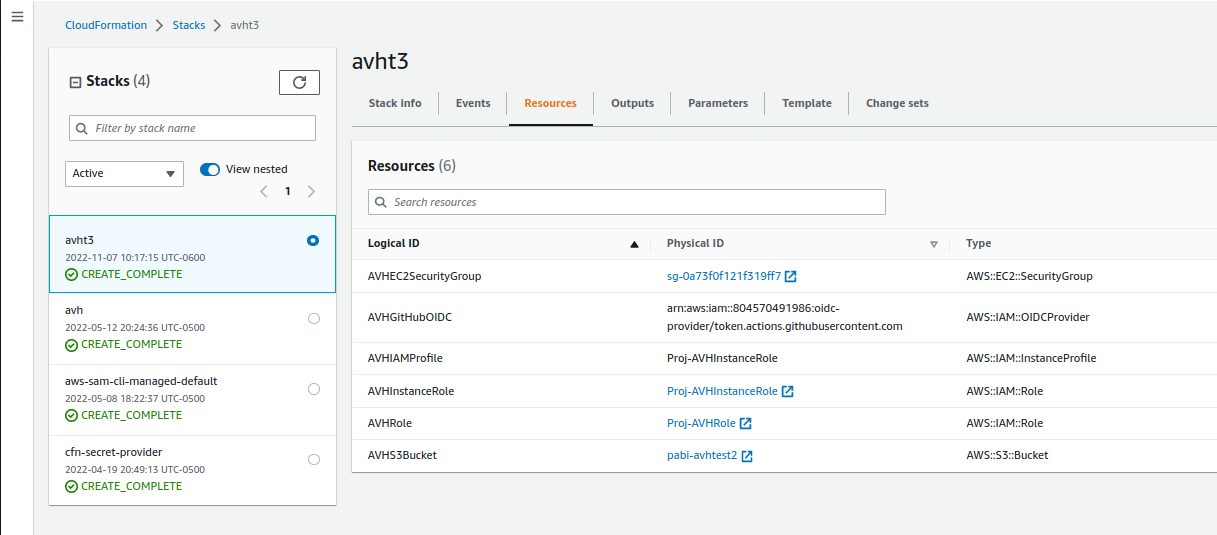 CloudFormation > Stacks > avht3
Stacks (4)
Filter by stack name
Active
View nested
< 1 >
avht3
2022-11-07 10:17:15 UTC-0600
CREATE_COMPLETE
avh
2022-05-12 20:24:36 UTC-0500
CREATE_COMPLETE
aws-sam-cli-managed-default
2022-05-08 18:22:37 UTC-0500
CREATE_COMPLETE
cfn-secret-provider
2022-04-19 20:49:13 UTC-0500
CREATE_COMPLETE
avht3
Stack info Events Resources Outputs Parameters Template Change sets
Resources (6)
Search resources
Logical ID Physical ID Type
AVHEC2SecurityGroup sg-0a73f0f121f319ff7 AWS::EC2::SecurityGroup
AVHGitHubOIDC arn:aws:iam::804570491986:oidc-
provider/token.actions.githubusercontent.com AWS::IAM::OIDCProvider
AVHIAMProfile Proj-AVHInstanceRole AWS::IAM::InstanceProfile
AVHInstanceRole Proj-AVHInstanceRole AWS::IAM::Role
AVHRole Proj-AVHRole AWS::IAM::Role
AVHS3Bucket pabi-avhtest2 AWS::S3::Bucket